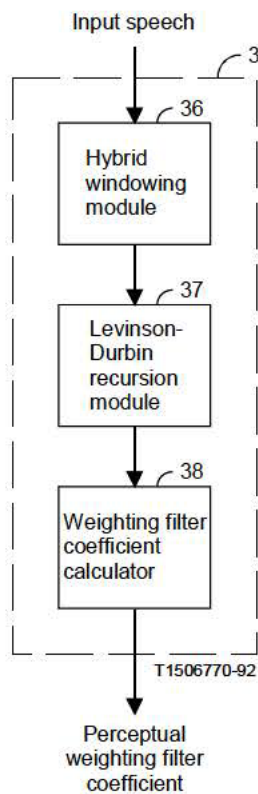 Input speech
3
36
Hybrid
windowing
module
37
Levinson-
Durbin
recursion
module
38
Weighting filter
coefficient
calculator
T1506770-92
Perceptual
weighting filter
coefficient